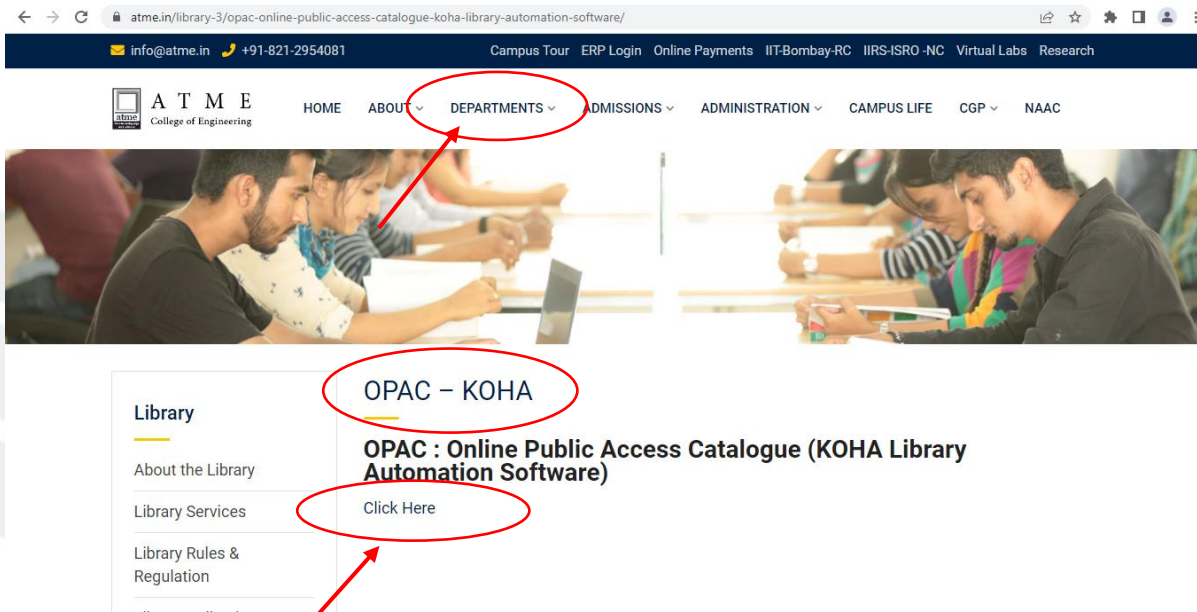 atme.in/library-3/opac-online-public-access-catalogue-koha-library-automation-software/
info@atme.in +91-821-2954081 Campus Tour ERP Login Online Payments IIT-Bombay-RC IIRS-ISRO -NC Virtual Labs Research
A T M E
College of Engineering
atme
HOME ABOUT DEPARTMENTS ADMISSIONS ADMINISTRATION CAMPUS LIFE CGP NAAC
OPAC – KOHA
Library
OPAC : Online Public Access Catalogue (KOHA Library
Automation Software)
About the Library
Click Here
Library Services
Library Rules &
Regulation